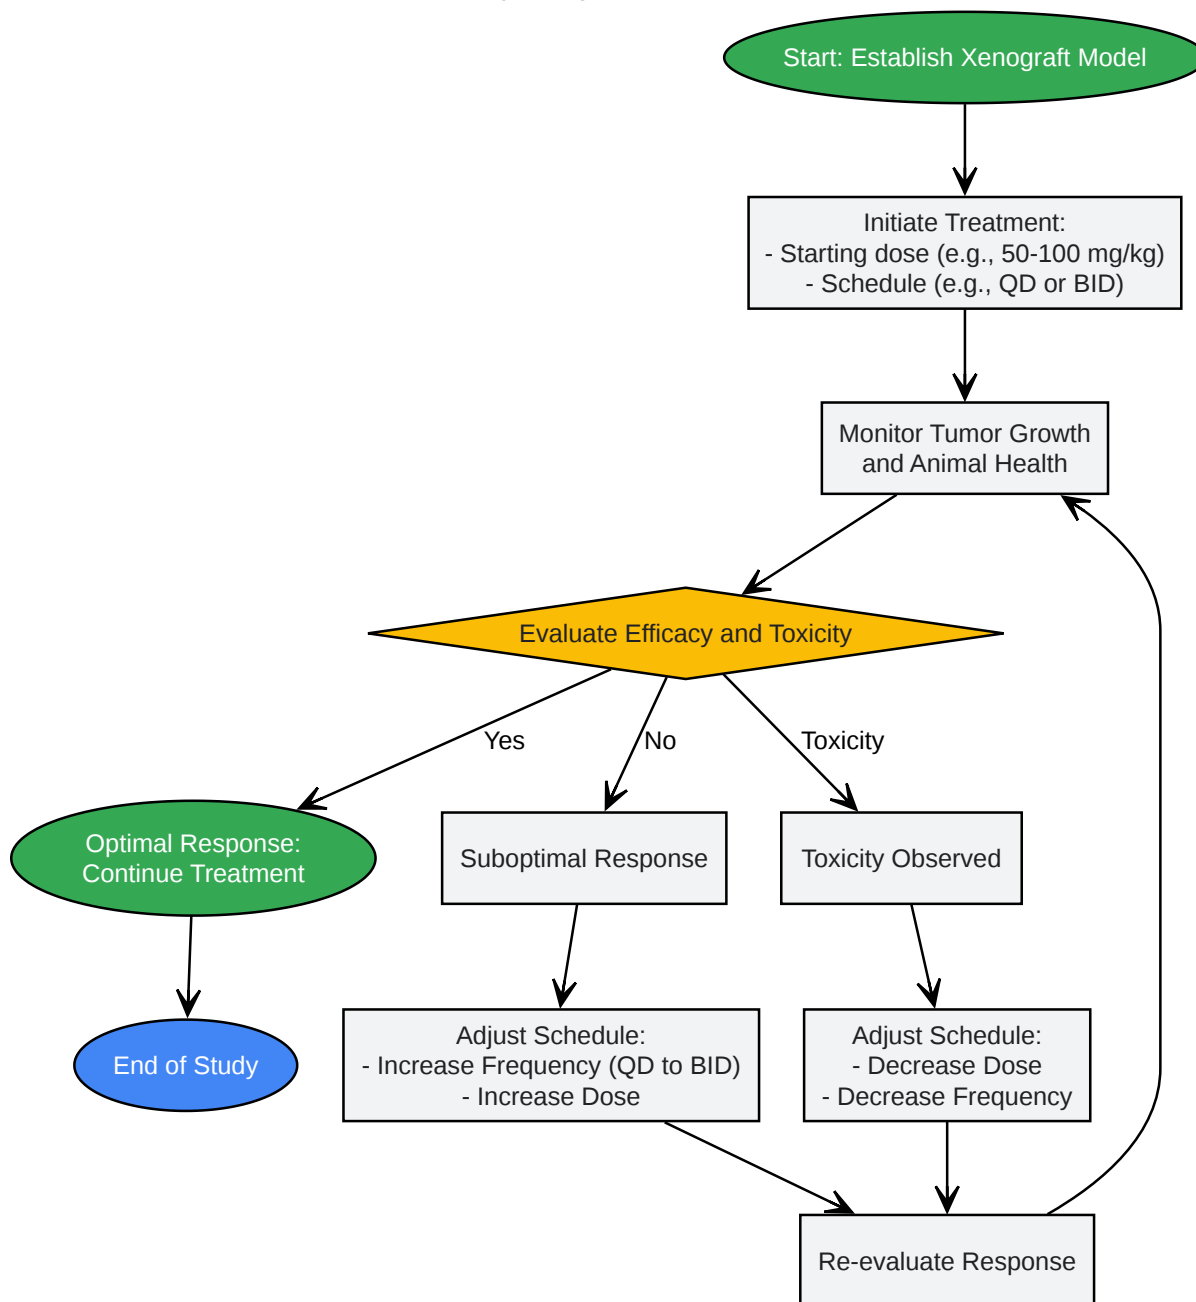 Start: Establish Xenograft Model
Initiate Treatment:
- Starting dose (e.g., 50-100 mg/kg)
- Schedule (e.g., QD or BID)
Monitor Tumor Growth
and Animal Health
Evaluate Efficacy and Toxicity
Yes
No
Toxicity
Optimal Response:
Continue Treatment
Suboptimal Response
Toxicity Observed
End of Study
Adjust Schedule:
- Increase Frequency (QD to BID)
- Increase Dose
Adjust Schedule:
- Decrease Dose
- Decrease Frequency
Re-evaluate Response